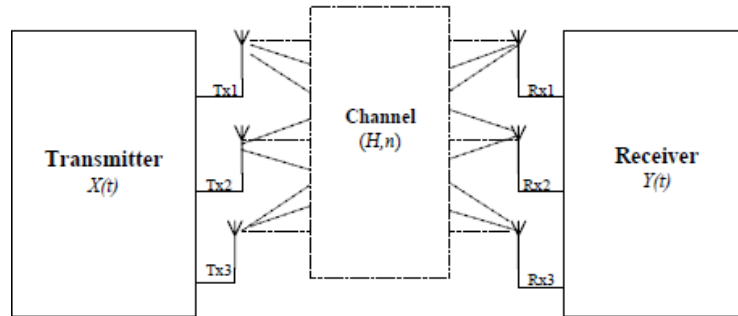 Transmitter
X(t)
Tx1
Tx2
Tx3
Channel
(H,n)
Rx1
Rx2
Rx3
Receiver
Y(t)